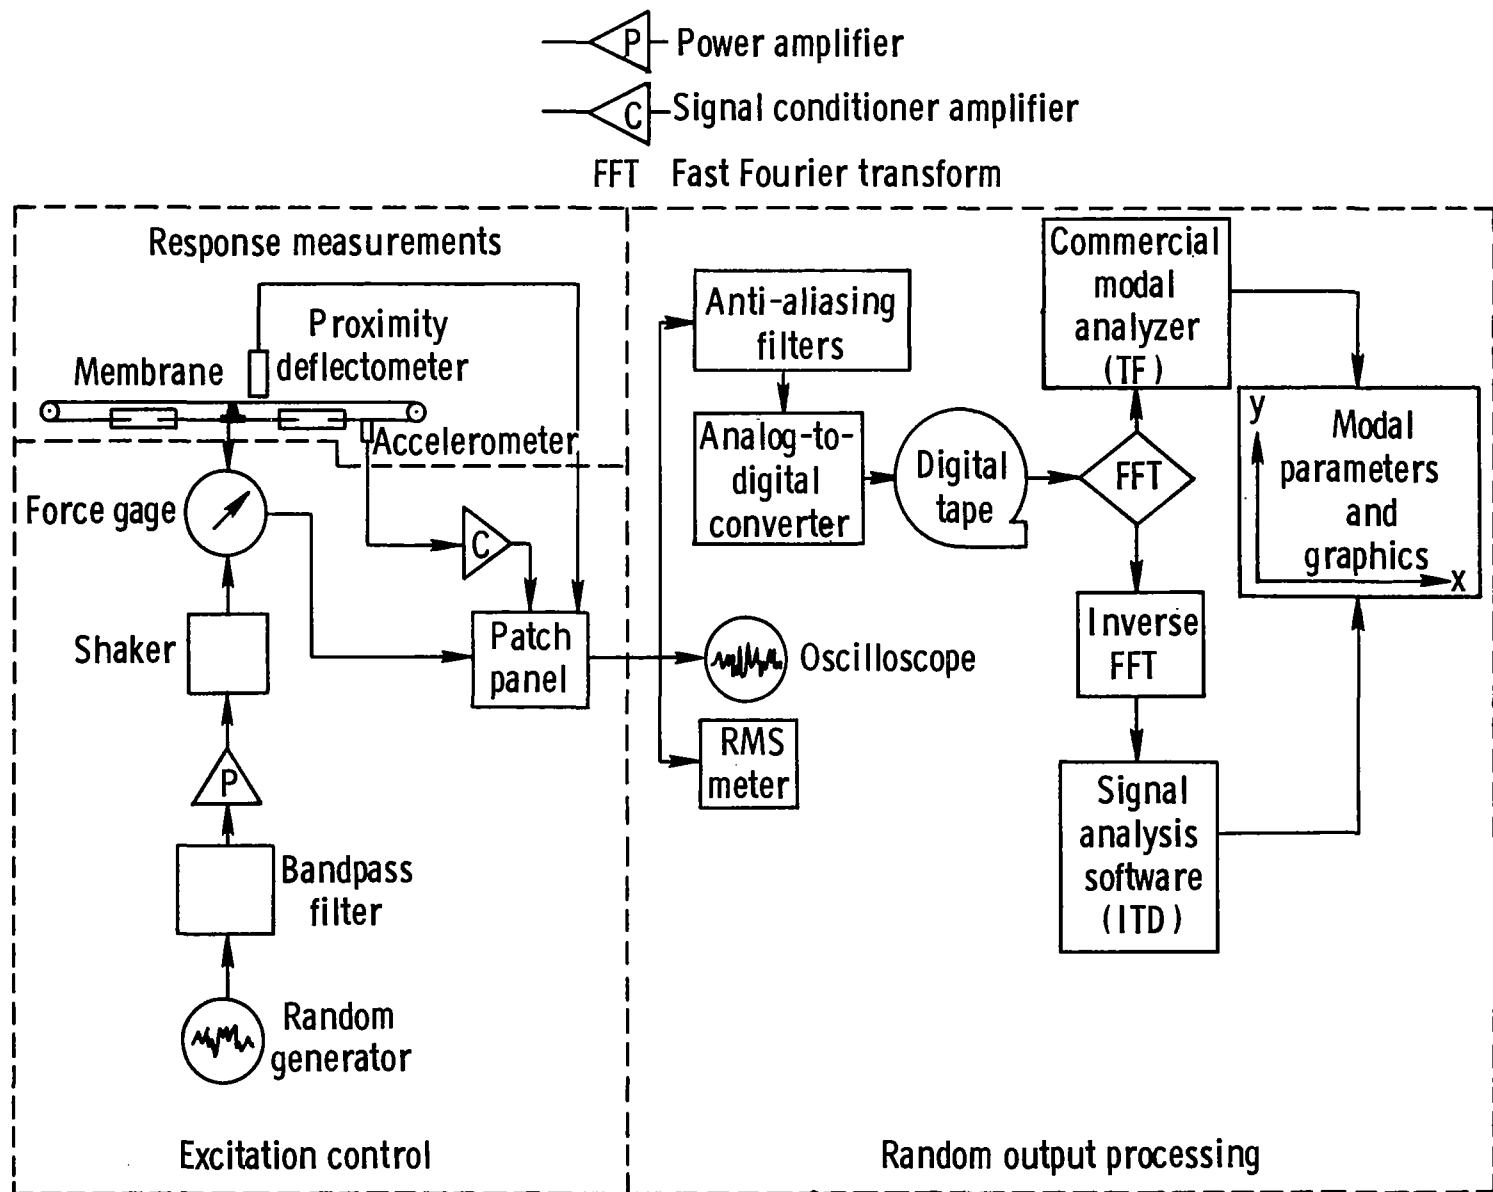 P Power amplifier
C Signal conditioner amplifier
FFT Fast Fourier transform
Response measurements
Proximity
deflectometer
Membrane
Accelerometer
Force gage
C
Shaker
Patch
panel
P
Bandpass
filter
Random
generator
Excitation control
Anti-aliasing
filters
Analog-to-
digital
converter
Digital
tape
FFT
Commercial
modal
analyzer
(TF)
y
Modal
parameters
and
graphics
x
Inverse
FFT
Oscilloscope
RMS
meter
Signal
analysis
software
(ITD)
Random output processing